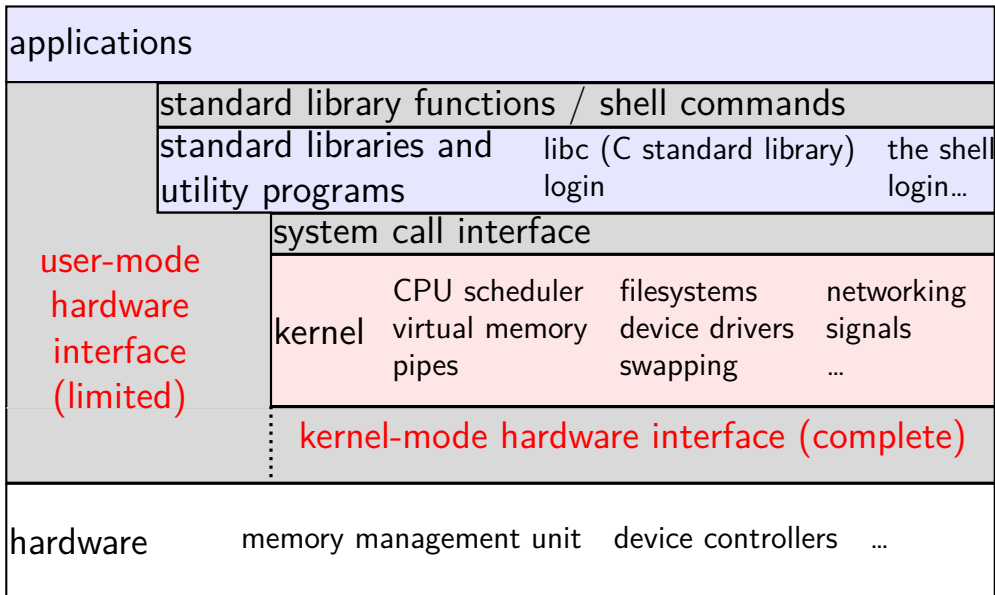 applications
standard library functions / shell commands
standard libraries and
utility programs
libc (C standard library)
login
the shell
login…
system call interface
user-mode
hardware
interface
(limited)
kernel
CPU scheduler
virtual memory
pipes
filesystems
device drivers
swapping
networking
signals
…
kernel-mode hardware interface (complete)
hardware
memory management unit
device controllers
…